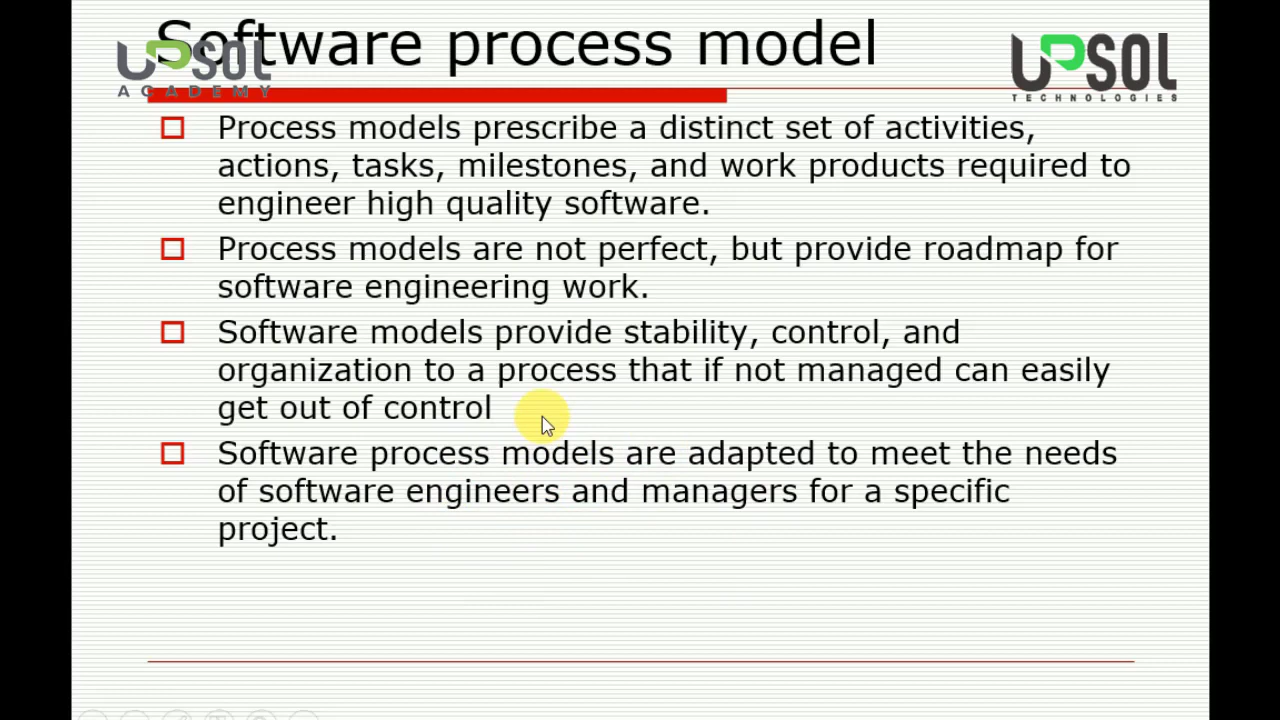 Software process model
UPSOL
ACADEMY
UPSOL
TECHNOLOGIES
Process models prescribe a distinct set of activities,
actions, tasks, milestones, and work products required to
engineer high quality software.
Process models are not perfect, but provide roadmap for
software engineering work.
Software models provide stability, control, and
organization to a process that if not managed can easily
get out of control
Software process models are adapted to meet the needs
of software engineers and managers for a specific
project.